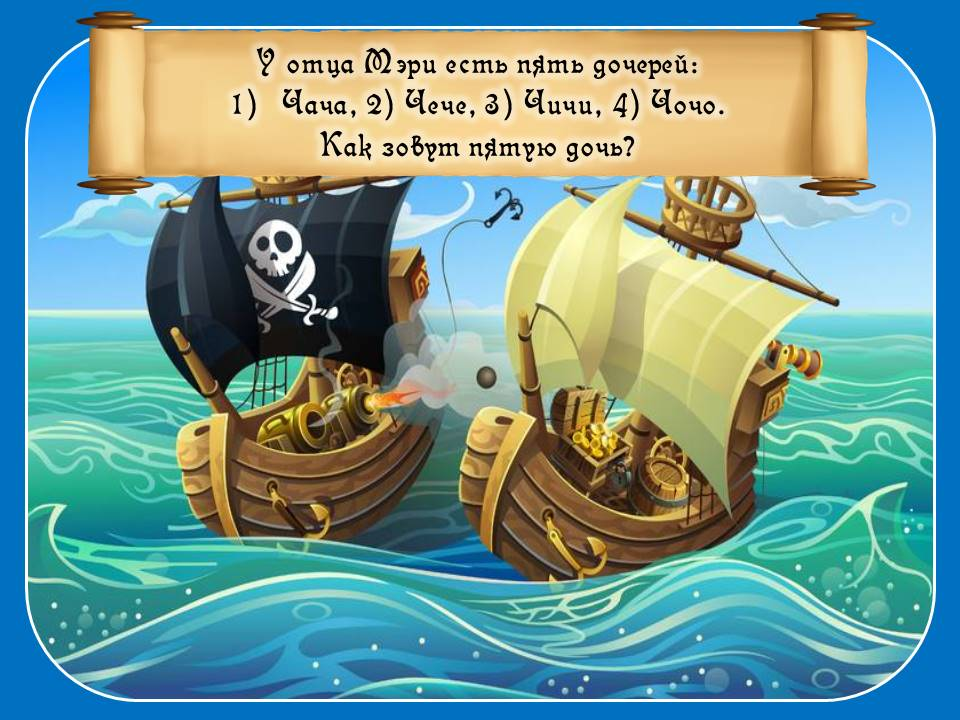 У отца Мэри есть пять дочерей:
1) Чача, 2) Чече, 3) Чичи, 4) Чочо.
Как зовут пятую дочь?